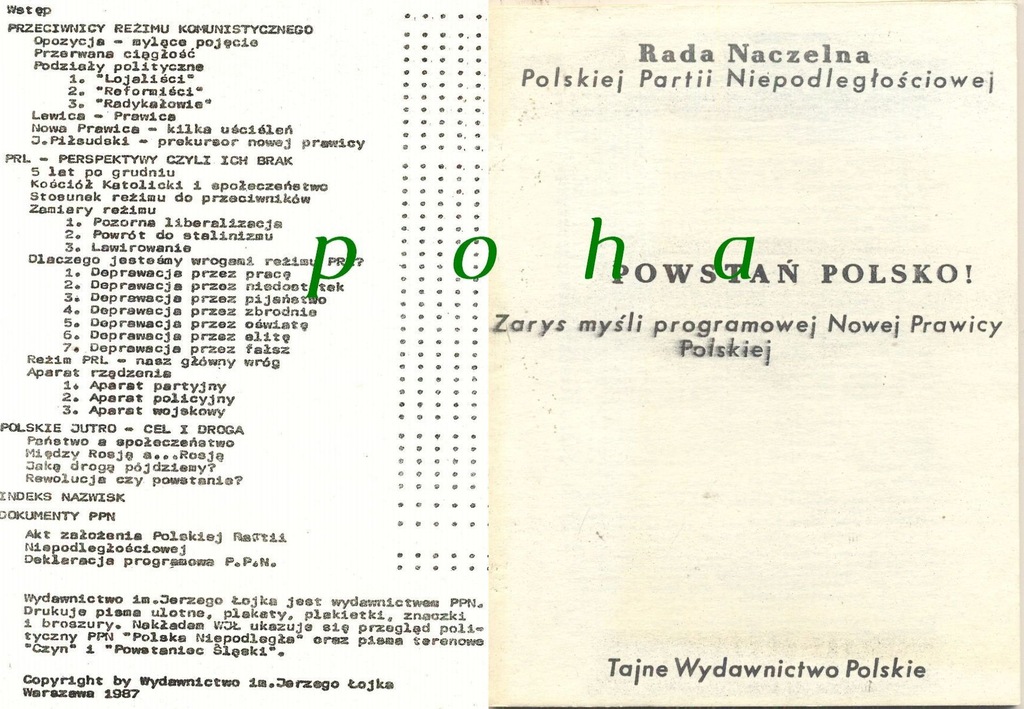 Wstęp
PRZECIWNICY REŻIMU KOMUNISTYCZNEGO
Opozycja - mylące pojęcie
Przerwana ciągłość
Podziały polityczne
1. "Lojaliści"
2. "Reformiści"
3. "Radykałowie"
Lewica - Prawica
Nowa Prawica - kilka uściśleń
J.Piłsudski - prekursor nowej prawicy
PRL - PERSPEKTYWY CZYLI ICH BRAK
5 lat po grudniu
Kościół Katolicki i społeczeństwo
Stosunek reżimu do przeciwników
Zamiary reżimu
1. Pozorna liberalizacja
2. Powrót do stalinizmu
3. Lawirowanie
Dlaczego jesteśmy wrogami reżimu PRL?
1. Deprawacja przez pracę
2. Deprawacja przez niedostatek
3. Deprawacja przez pijaństwo
4. Deprawacja przez zbrodnie
5. Deprawacja przez oświatę
6. Deprawacja przez elitę
7. Deprawacja przez fałsz
Reżim PRL - nasz główny wróg
Aparat rządzenia
1. Aparat partyjny
2. Aparat policyjny
3. Aparat wojskowy
POLSKIE JUTRO - CEL I DROGA
Państwo a społeczeństwo
Między Rosją a...Rosją
Jaką drogą pójdziemy?
Rewolucja czy powstanie?
INDEKS NAZWISK
DOKUMENTY PPN
Akt założenia Polskiej Partii
Niepodległościowej
Deklaracja programowa P.P.N.
Wydawnictwo im.Jerzego Łojka jest wydawnictwem PPN.
Drukuje pisma ulotne, plakaty, plakietki, znaczki
i broszury. Nakładem WJŁ ukazuje się przegląd poli-
tyczny PPN "Polska Niepodległa" oraz pisma terenowe
"Czyn" i "Powstaniec Śląski".
Copyright by Wydawnictwo im.Jerzego Łojka
Warszawa 1987
Rada Naczelna
Polskiej Partii Niepodległościowej
p o h a
POWSTAŃ POLSKO!
Zarys myśli programowej Nowej Prawicy
Polskiej
Tajne Wydawnictwo Polskie